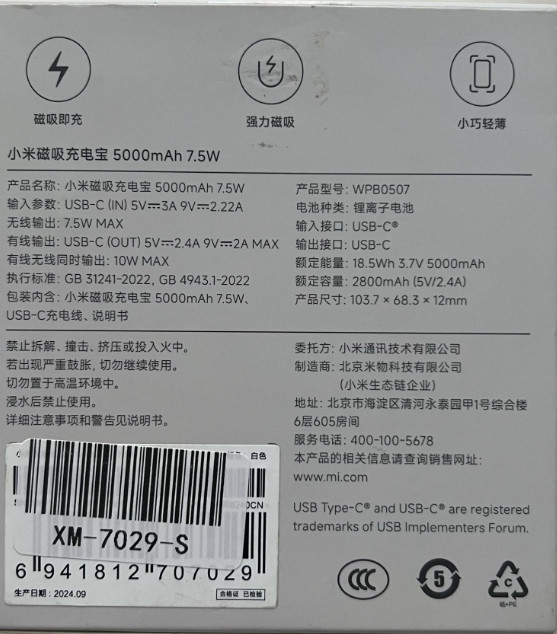 磁吸即充
强力磁吸
小巧轻薄
小米磁吸充电宝 5000mAh 7.5W
产品名称: 小米磁吸充电宝 5000mAh 7.5W
输入参数: USB-C (IN) 5V⎓3A 9V⎓2.22A
无线输出: 7.5W MAX
有线输出: USB-C (OUT) 5V⎓2.4A 9V⎓2A MAX
有线无线同时输出: 10W MAX
执行标准: GB 31241-2022, GB 4943.1-2022
包装内含: 小米磁吸充电宝 5000mAh 7.5W、
USB-C充电线、说明书
产品型号: WPB0507
电池种类: 锂离子电池
输入接口: USB-C®
输出接口: USB-C
额定能量: 18.5Wh 3.7V 5000mAh
额定容量: 2800mAh (5V/2.4A)
产品尺寸: 103.7 × 68.3 × 12mm
禁止拆解、撞击、挤压或投入火中。
若出现严重鼓胀, 切勿继续使用。
切勿置于高温环境中。
浸水后禁止使用。
详细注意事项和警告见说明书。
委托方: 小米通讯技术有限公司
制造商: 北京米物科技有限公司
(小米生态链企业)
地址: 北京市海淀区清河永泰园甲1号综合楼
6层605房间
服务电话: 400-100-5678
本产品的相关信息请查询销售网址:
www.mi.com
USB Type-C® and USB-C® are registered
trademarks of USB Implementers Forum.
白色
CN
XM-7029-S
6 941812 707029
生产日期: 2024.09
合格证 已检验
CCC
5
C
纸+PE